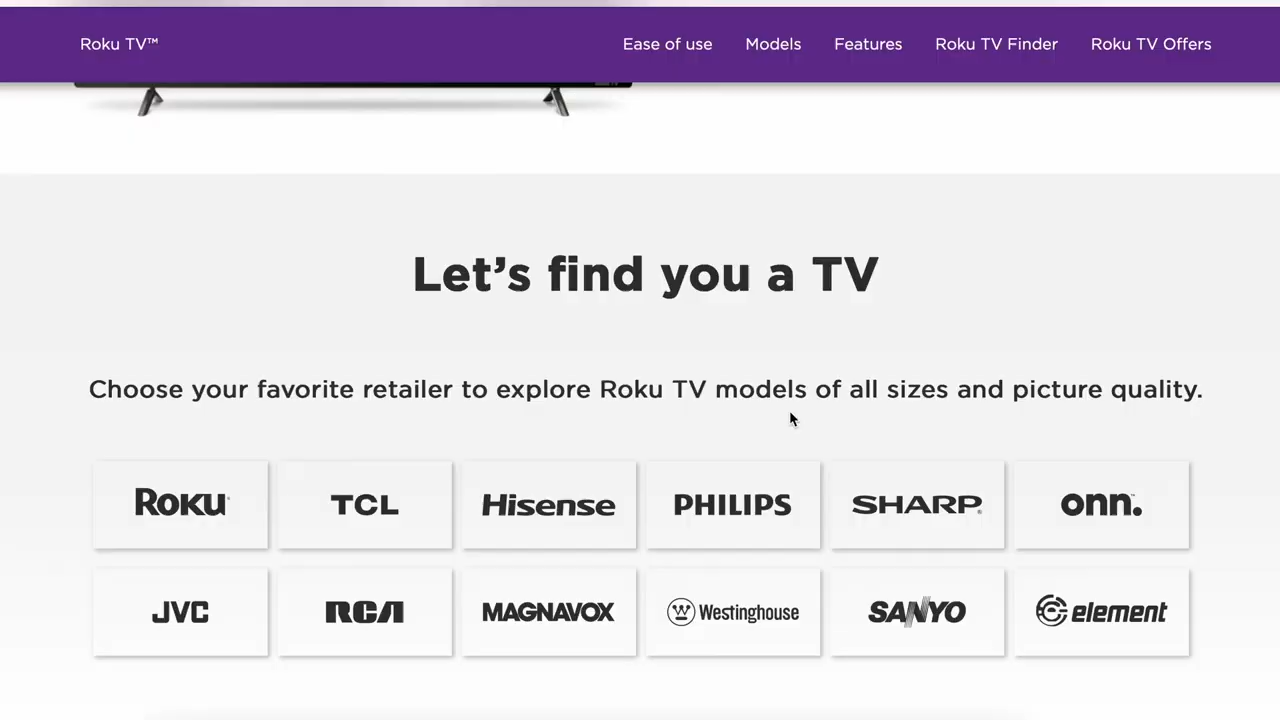 Roku TV™
Ease of use
Models
Features
Roku TV Finder
Roku TV Offers
Let's find you a TV
Choose your favorite retailer to explore Roku TV models of all sizes and picture quality.
Roku
TCL
Hisense
PHILIPS
SHARP
onn.
JVC
RCA
MAGNAVOX
Westinghouse
SANYO
element